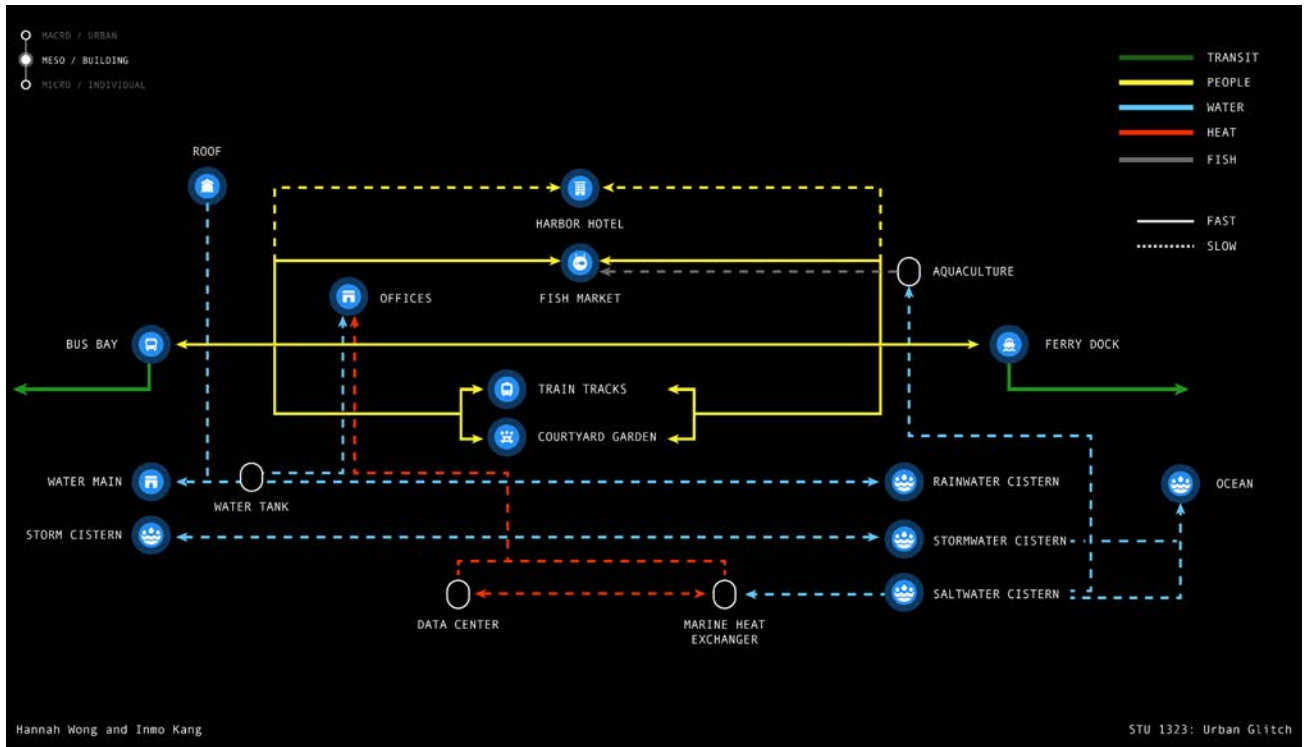 MACRO / URBAN
MESO / BUILDING
MICRO / INDIVIDUAL
TRANSIT
PEOPLE
WATER
HEAT
FISH
FAST
SLOW
ROOF
HARBOR HOTEL
AQUACULTURE
OFFICES
FISH MARKET
BUS BAY
FERRY DOCK
TRAIN TRACKS
COURTYARD GARDEN
WATER MAIN
WATER TANK
RAINWATER CISTERN
OCEAN
STORM CISTERN
STORMWATER CISTERN
SALTWATER CISTERN
DATA CENTER
MARINE HEAT
EXCHANGER
Hannah Wong and Inmo Kang
STU 1323: Urban Glitch